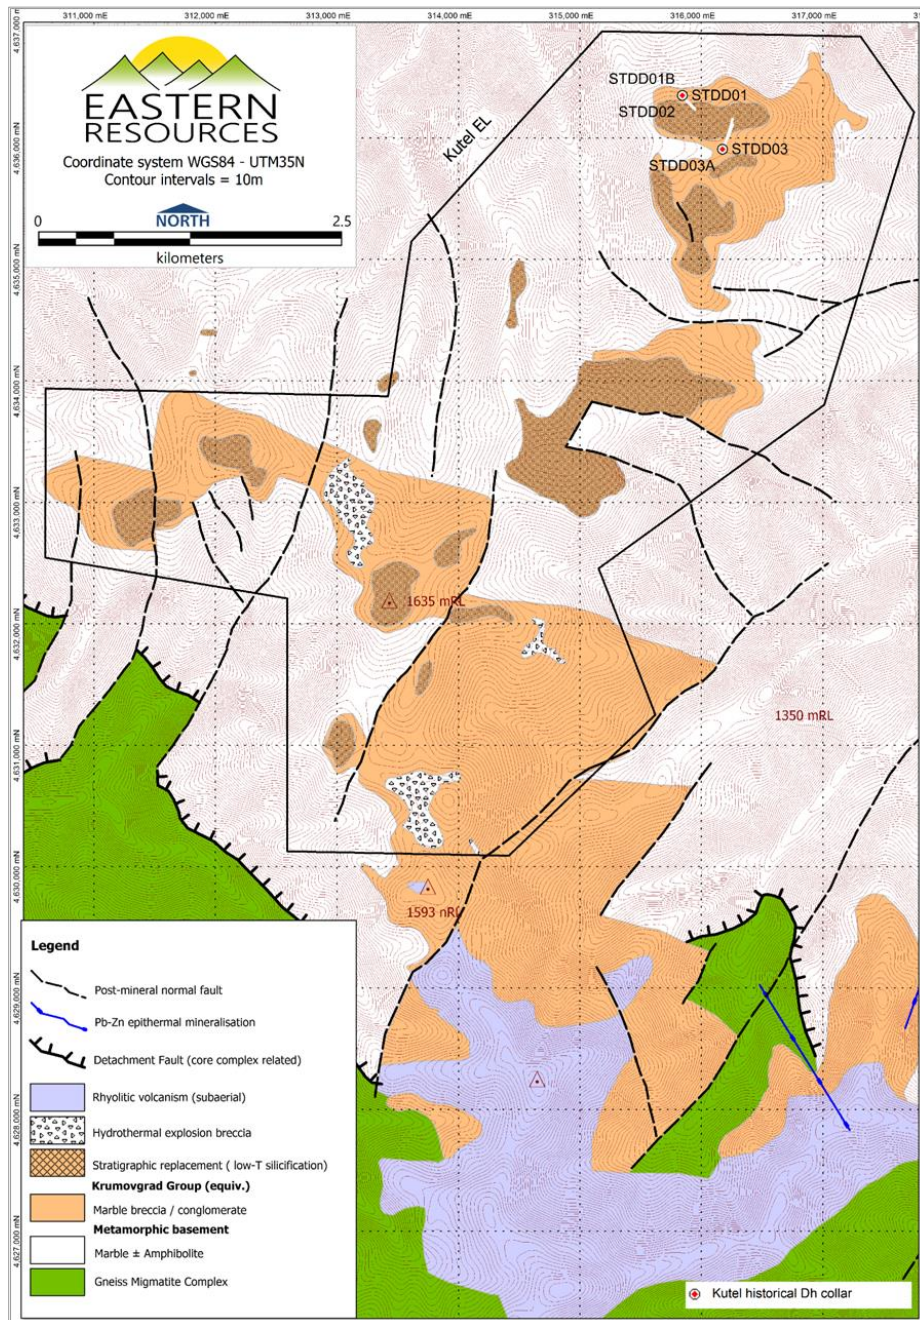 311,000 mE 312,000 mE 313,000 mE 314,000 mE 315,000 mE 316,000 mE 317,000 mE
4.637,000 m
EASTERN
RESOURCES
Coordinate system WGS84 - UTM35N
Contour intervals = 10m
NORTH
0 2.5
kilometers
Kutel EL
STDD01B
STDD01
STDD02
STDD03
STDD03A
4.636,000 mN
4.635,000 mN
4.634,000 mN
4.633,000 mN
1635 mRL
4.632,000 mN
1350 mRL
4.631,000 mN
4.630,000 mN
1593 nRL
4.629,000 mN
4.628,000 mN
4.627,000 mN
Legend
Post-mineral normal fault
Pb-Zn epithermal mineralisation
Detachment Fault (core complex related)
Rhyolitic volcanism (subaerial)
Hydrothermal explosion breccia
Stratigraphic replacement ( low-T silicification)
Krumovgrad Group (equiv.)
Marble breccia / conglomerate
Metamorphic basement
Marble ± Amphibolite
Gneiss Migmatite Complex
Kutel historical Dh collar